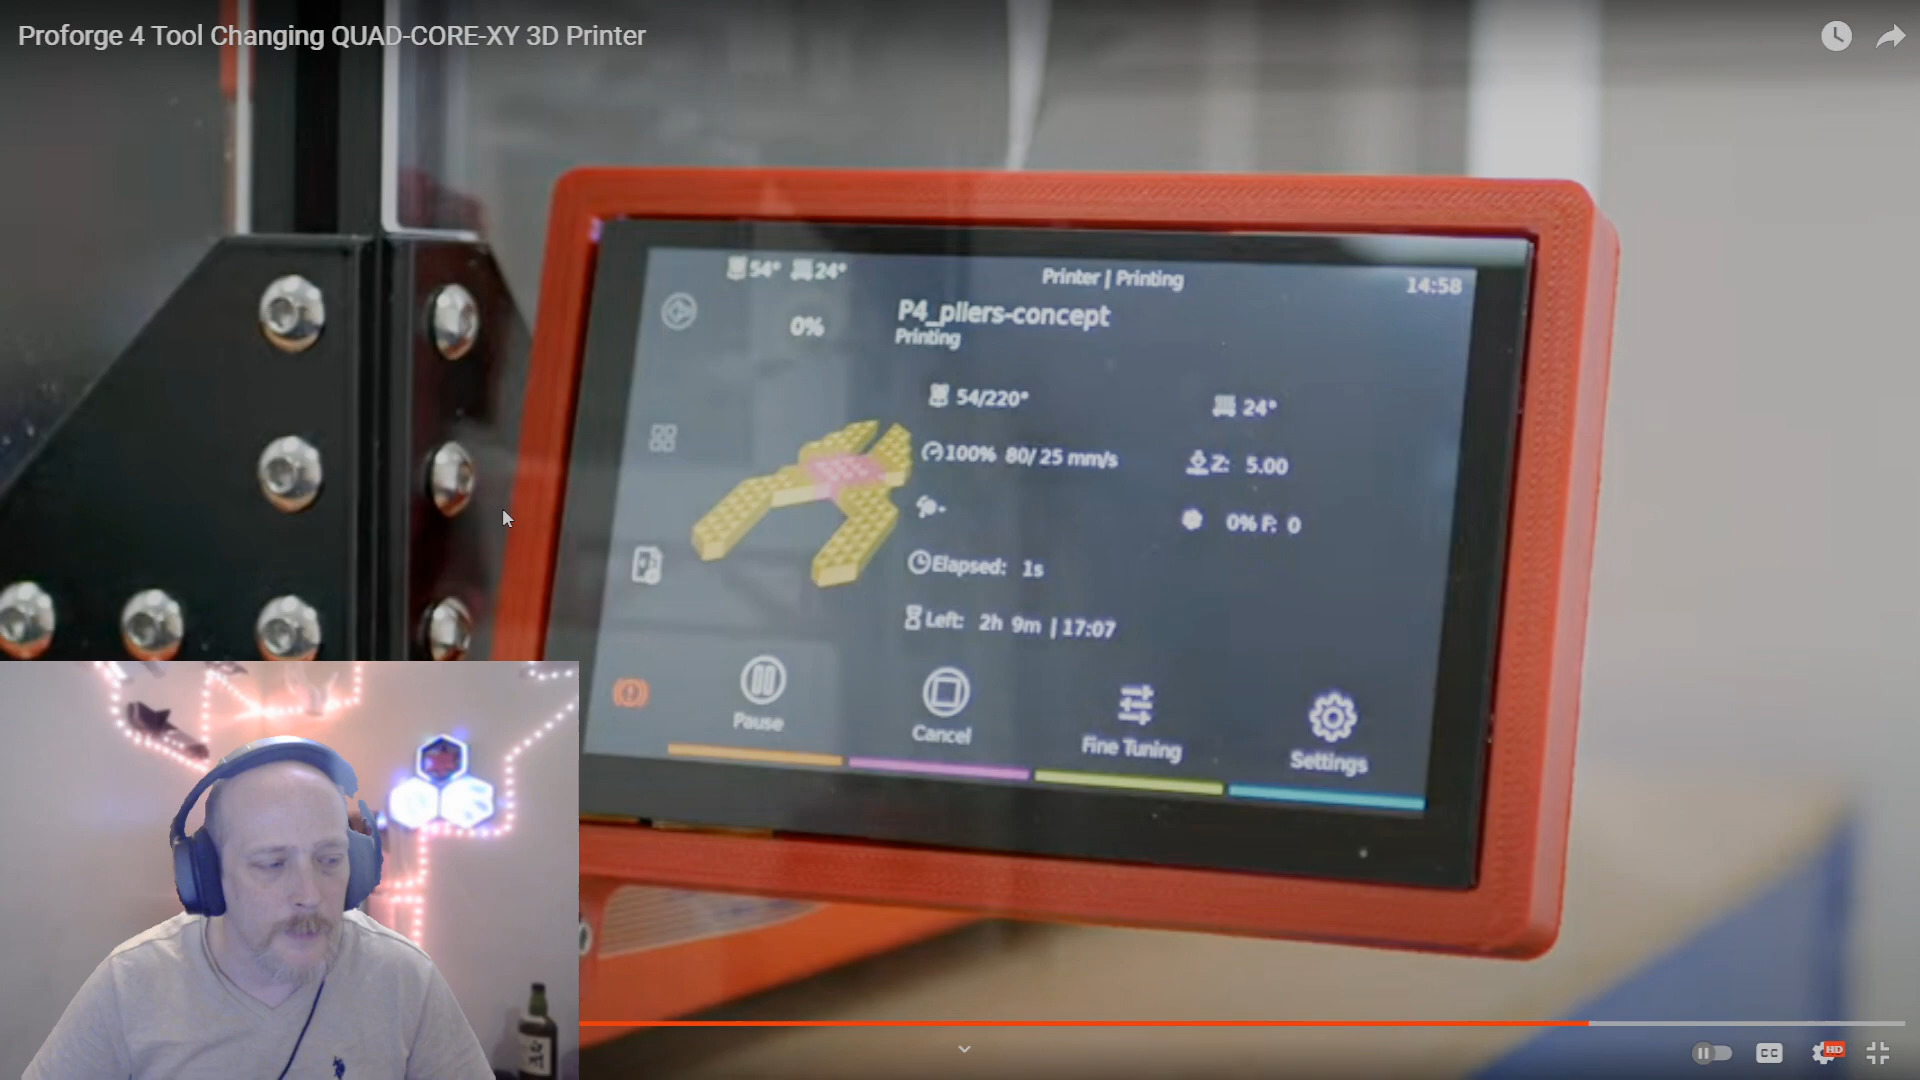 Proforge 4 Tool Changing QUAD-CORE-XY 3D Printer
54° 24°
Printer | Printing
14:58
0%
P4_pliers-concept
Printing
54/220°
24°
100% 80/ 25 mm/s
Z: 5.00
0% F: 0
Elapsed: 1s
Left: 2h 9m | 17:07
Pause
Cancel
Fine Tuning
Settings
CC
HD